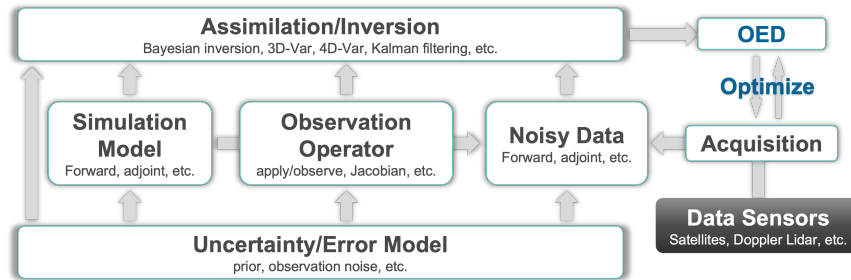 Assimilation/Inversion
Bayesian inversion, 3D-Var, 4D-Var, Kalman filtering, etc.
OED
Optimize
Simulation
Model
Forward, adjoint, etc.
Observation
Operator
apply/observe, Jacobian, etc.
Noisy Data
Forward, adjoint, etc.
Acquisition
Data Sensors
Satellites, Doppler Lidar, etc.
Uncertainty/Error Model
prior, observation noise, etc.